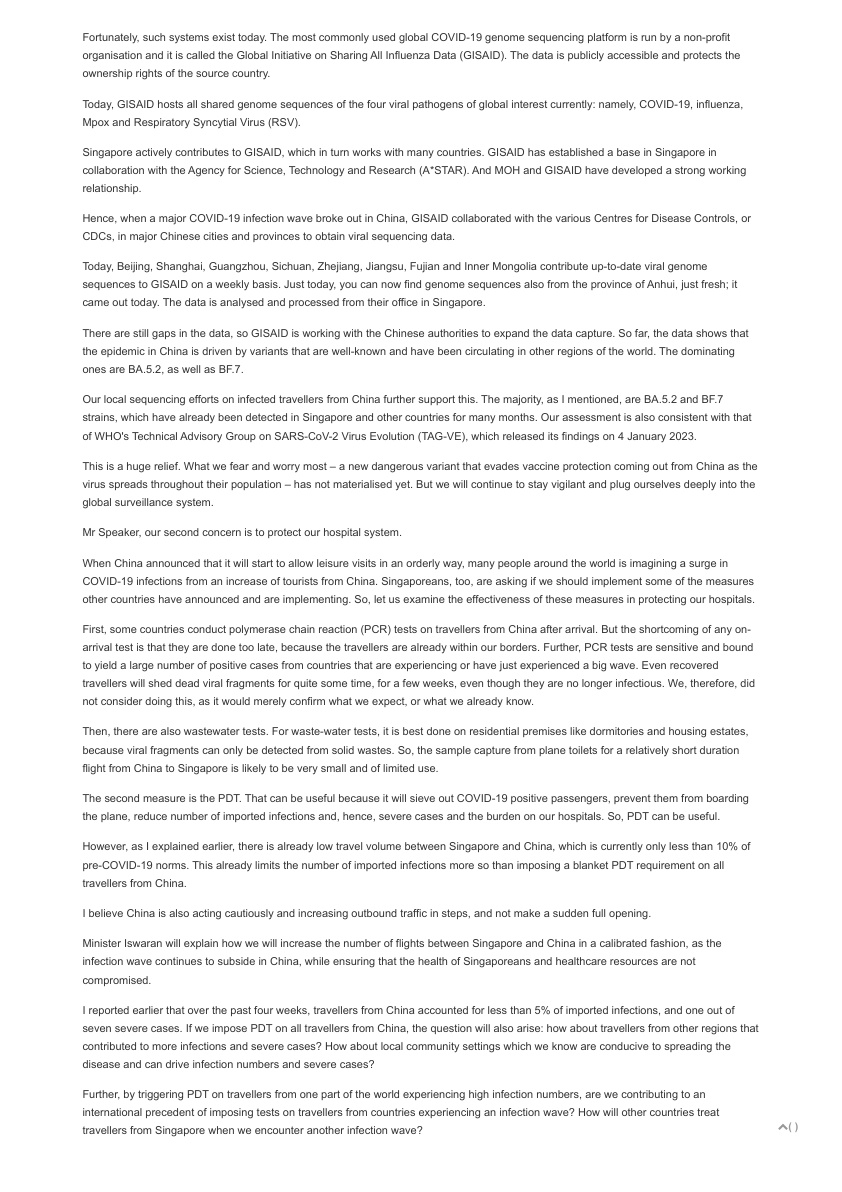 Fortunately, such systems exist today. The most commonly used global COVID-19 genome sequencing platform is run by a non-profit
organisation and it is called the Global Initiative on Sharing All Influenza Data (GISAID). The data is publicly accessible and protects the
ownership rights of the source country.
Today, GISAID hosts all shared genome sequences of the four viral pathogens of global interest currently: namely, COVID-19, influenza,
Mpox and Respiratory Syncytial Virus (RSV).
Singapore actively contributes to GISAID, which in turn works with many countries. GISAID has established a base in Singapore in
collaboration with the Agency for Science, Technology and Research (A*STAR). And MOH and GISAID have developed a strong working
relationship.
Hence, when a major COVID-19 infection wave broke out in China, GISAID collaborated with the various Centres for Disease Controls, or
CDCs, in major Chinese cities and provinces to obtain viral sequencing data.
Today, Beijing, Shanghai, Guangzhou, Sichuan, Zhejiang, Jiangsu, Fujian and Inner Mongolia contribute up-to-date viral genome
sequences to GISAID on a weekly basis. Just today, you can now find genome sequences also from the province of Anhui, just fresh; it
came out today. The data is analysed and processed from their office in Singapore.
There are still gaps in the data, so GISAID is working with the Chinese authorities to expand the data capture. So far, the data shows that
the epidemic in China is driven by variants that are well-known and have been circulating in other regions of the world. The dominating
ones are BA.5.2, as well as BF.7.
Our local sequencing efforts on infected travellers from China further support this. The majority, as I mentioned, are BA.5.2 and BF.7
strains, which have already been detected in Singapore and other countries for many months. Our assessment is also consistent with that
of WHO's Technical Advisory Group on SARS-CoV-2 Virus Evolution (TAG-VE), which released its findings on 4 January 2023.
This is a huge relief. What we fear and worry most – a new dangerous variant that evades vaccine protection coming out from China as the
virus spreads throughout their population – has not materialised yet. But we will continue to stay vigilant and plug ourselves deeply into the
global surveillance system.
Mr Speaker, our second concern is to protect our hospital system.
When China announced that it will start to allow leisure visits in an orderly way, many people around the world is imagining a surge in
COVID-19 infections from an increase of tourists from China. Singaporeans, too, are asking if we should implement some of the measures
other countries have announced and are implementing. So, let us examine the effectiveness of these measures in protecting our hospitals.
First, some countries conduct polymerase chain reaction (PCR) tests on travellers from China after arrival. But the shortcoming of any on-
arrival test is that they are done too late, because the travellers are already within our borders. Further, PCR tests are sensitive and bound
to yield a large number of positive cases from countries that are experiencing or have just experienced a big wave. Even recovered
travellers will shed dead viral fragments for quite some time, for a few weeks, even though they are no longer infectious. We, therefore, did
not consider doing this, as it would merely confirm what we expect, or what we already know.
Then, there are also wastewater tests. For waste-water tests, it is best done on residential premises like dormitories and housing estates,
because viral fragments can only be detected from solid wastes. So, the sample capture from plane toilets for a relatively short duration
flight from China to Singapore is likely to be very small and of limited use.
The second measure is the PDT. That can be useful because it will sieve out COVID-19 positive passengers, prevent them from boarding
the plane, reduce number of imported infections and, hence, severe cases and the burden on our hospitals. So, PDT can be useful.
However, as I explained earlier, there is already low travel volume between Singapore and China, which is currently only less than 10% of
pre-COVID-19 norms. This already limits the number of imported infections more so than imposing a blanket PDT requirement on all
travellers from China.
I believe China is also acting cautiously and increasing outbound traffic in steps, and not make a sudden full opening.
Minister Iswaran will explain how we will increase the number of flights between Singapore and China in a calibrated fashion, as the
infection wave continues to subside in China, while ensuring that the health of Singaporeans and healthcare resources are not
compromised.
I reported earlier that over the past four weeks, travellers from China accounted for less than 5% of imported infections, and one out of
seven severe cases. If we impose PDT on all travellers from China, the question will also arise: how about travellers from other regions that
contributed to more infections and severe cases? How about local community settings which we know are conducive to spreading the
disease and can drive infection numbers and severe cases?
Further, by triggering PDT on travellers from one part of the world experiencing high infection numbers, are we contributing to an
international precedent of imposing tests on travellers from countries experiencing an infection wave? How will other countries treat
travellers from Singapore when we encounter another infection wave?
( )